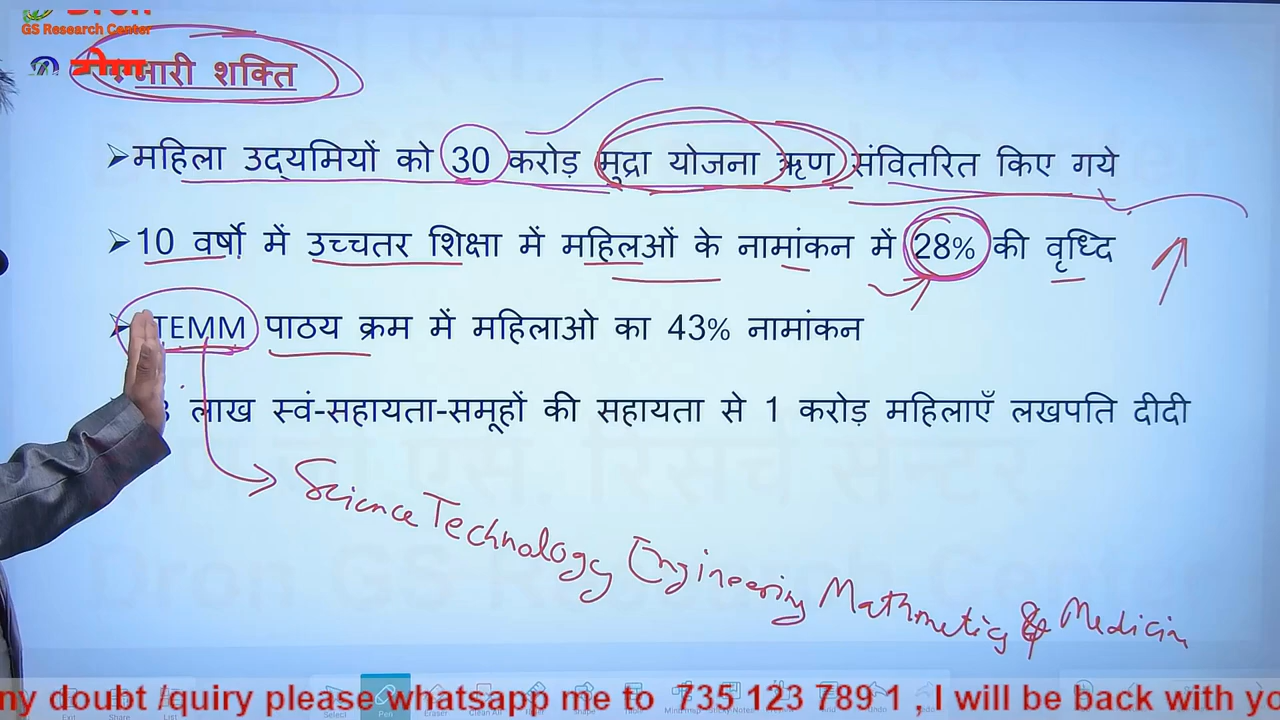 GS Research Center
नारी शक्ति
➢महिला उद्यमियों को 30 करोड़ मुद्रा योजना ऋण संवितरित किए गये
➢10 वर्षो में उच्चतर शिक्षा में महिलओं के नामांकन में 28% की वृध्दि
TEMM पाठय क्रम में महिलाओ का 43% नामांकन
3 लाख स्वं-सहायता-समूहों की सहायता से 1 करोड़ महिलाएँ लखपति दीदी
Science Technology Engineering Mathmetics & Medicin
ny doubt /quiry please whatsapp me to 735 123 789 1 , I will be back with yo